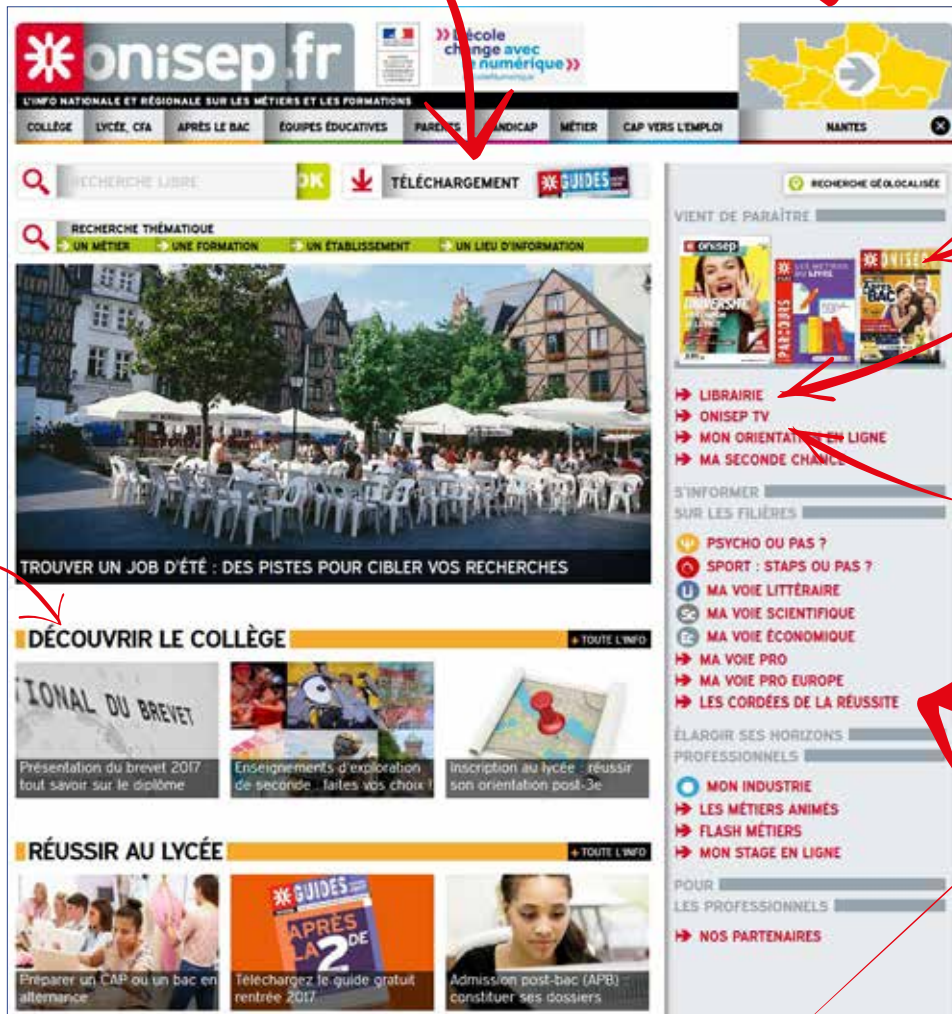 onisep.fr
L'école
change avec
le numérique
L'INFO NATIONALE ET RÉGIONALE SUR LES MÉTIERS ET LES FORMATIONS
COLLÈGE LYCÉE, CFA APRÈS LE BAC ÉQUIPES ÉDUCATIVES PARENTS HANDICAP MÉTIER CAP VERS L'EMPLOI NANTES
RECHERCHE LIBRE OK TÉLÉCHARGEMENT GUIDES
RECHERCHE THÉMATIQUE
UN MÉTIER UNE FORMATION UN ÉTABLISSEMENT UN LIEU D'INFORMATION
TROUVER UN JOB D'ÉTÉ : DES PISTES POUR CIBLER VOS RECHERCHES
DÉCOUVRIR LE COLLÈGE + TOUTE L'INFO
TIONAL DU BREVET
Présentation du brevet 2017
tout savoir sur le diplôme
Enseignements d'exploration
de seconde : faites vos choix !
Inscription au lycée : réussir
son orientation post-3e
RÉUSSIR AU LYCÉE + TOUTE L'INFO
GUIDES
APRÈS
LA 2DE
Préparer un CAP ou un bac en
alternance
Téléchargez le guide gratuit
rentrée 2017
Admission post-bac (APB) :
constituer ses dossiers
RECHERCHE GÉOLOCALISÉE
VIENT DE PARAÎTRE
onisep
UNIVERSITÉ
LES MÉTIERS
DU LIVRE
PARCOURS
ONISEP
Après
BAC
LIBRAIRIE
ONISEP TV
MON ORIENTATION EN LIGNE
MA SECONDE CHANCE
S'INFORMER
SUR LES FILIÈRES
PSYCHO OU PAS ?
SPORT : STAPS OU PAS ?
U MA VOIE LITTÉRAIRE
Sc MA VOIE SCIENTIFIQUE
Ec MA VOIE ÉCONOMIQUE
MA VOIE PRO
MA VOIE PRO EUROPE
LES CORDÉES DE LA RÉUSSITE
ÉLARGIR SES HORIZONS
PROFESSIONNELS
MON INDUSTRIE
LES MÉTIERS ANIMÉS
FLASH MÉTIERS
MON STAGE EN LIGNE
POUR
LES PROFESSIONNELS
NOS PARTENAIRES